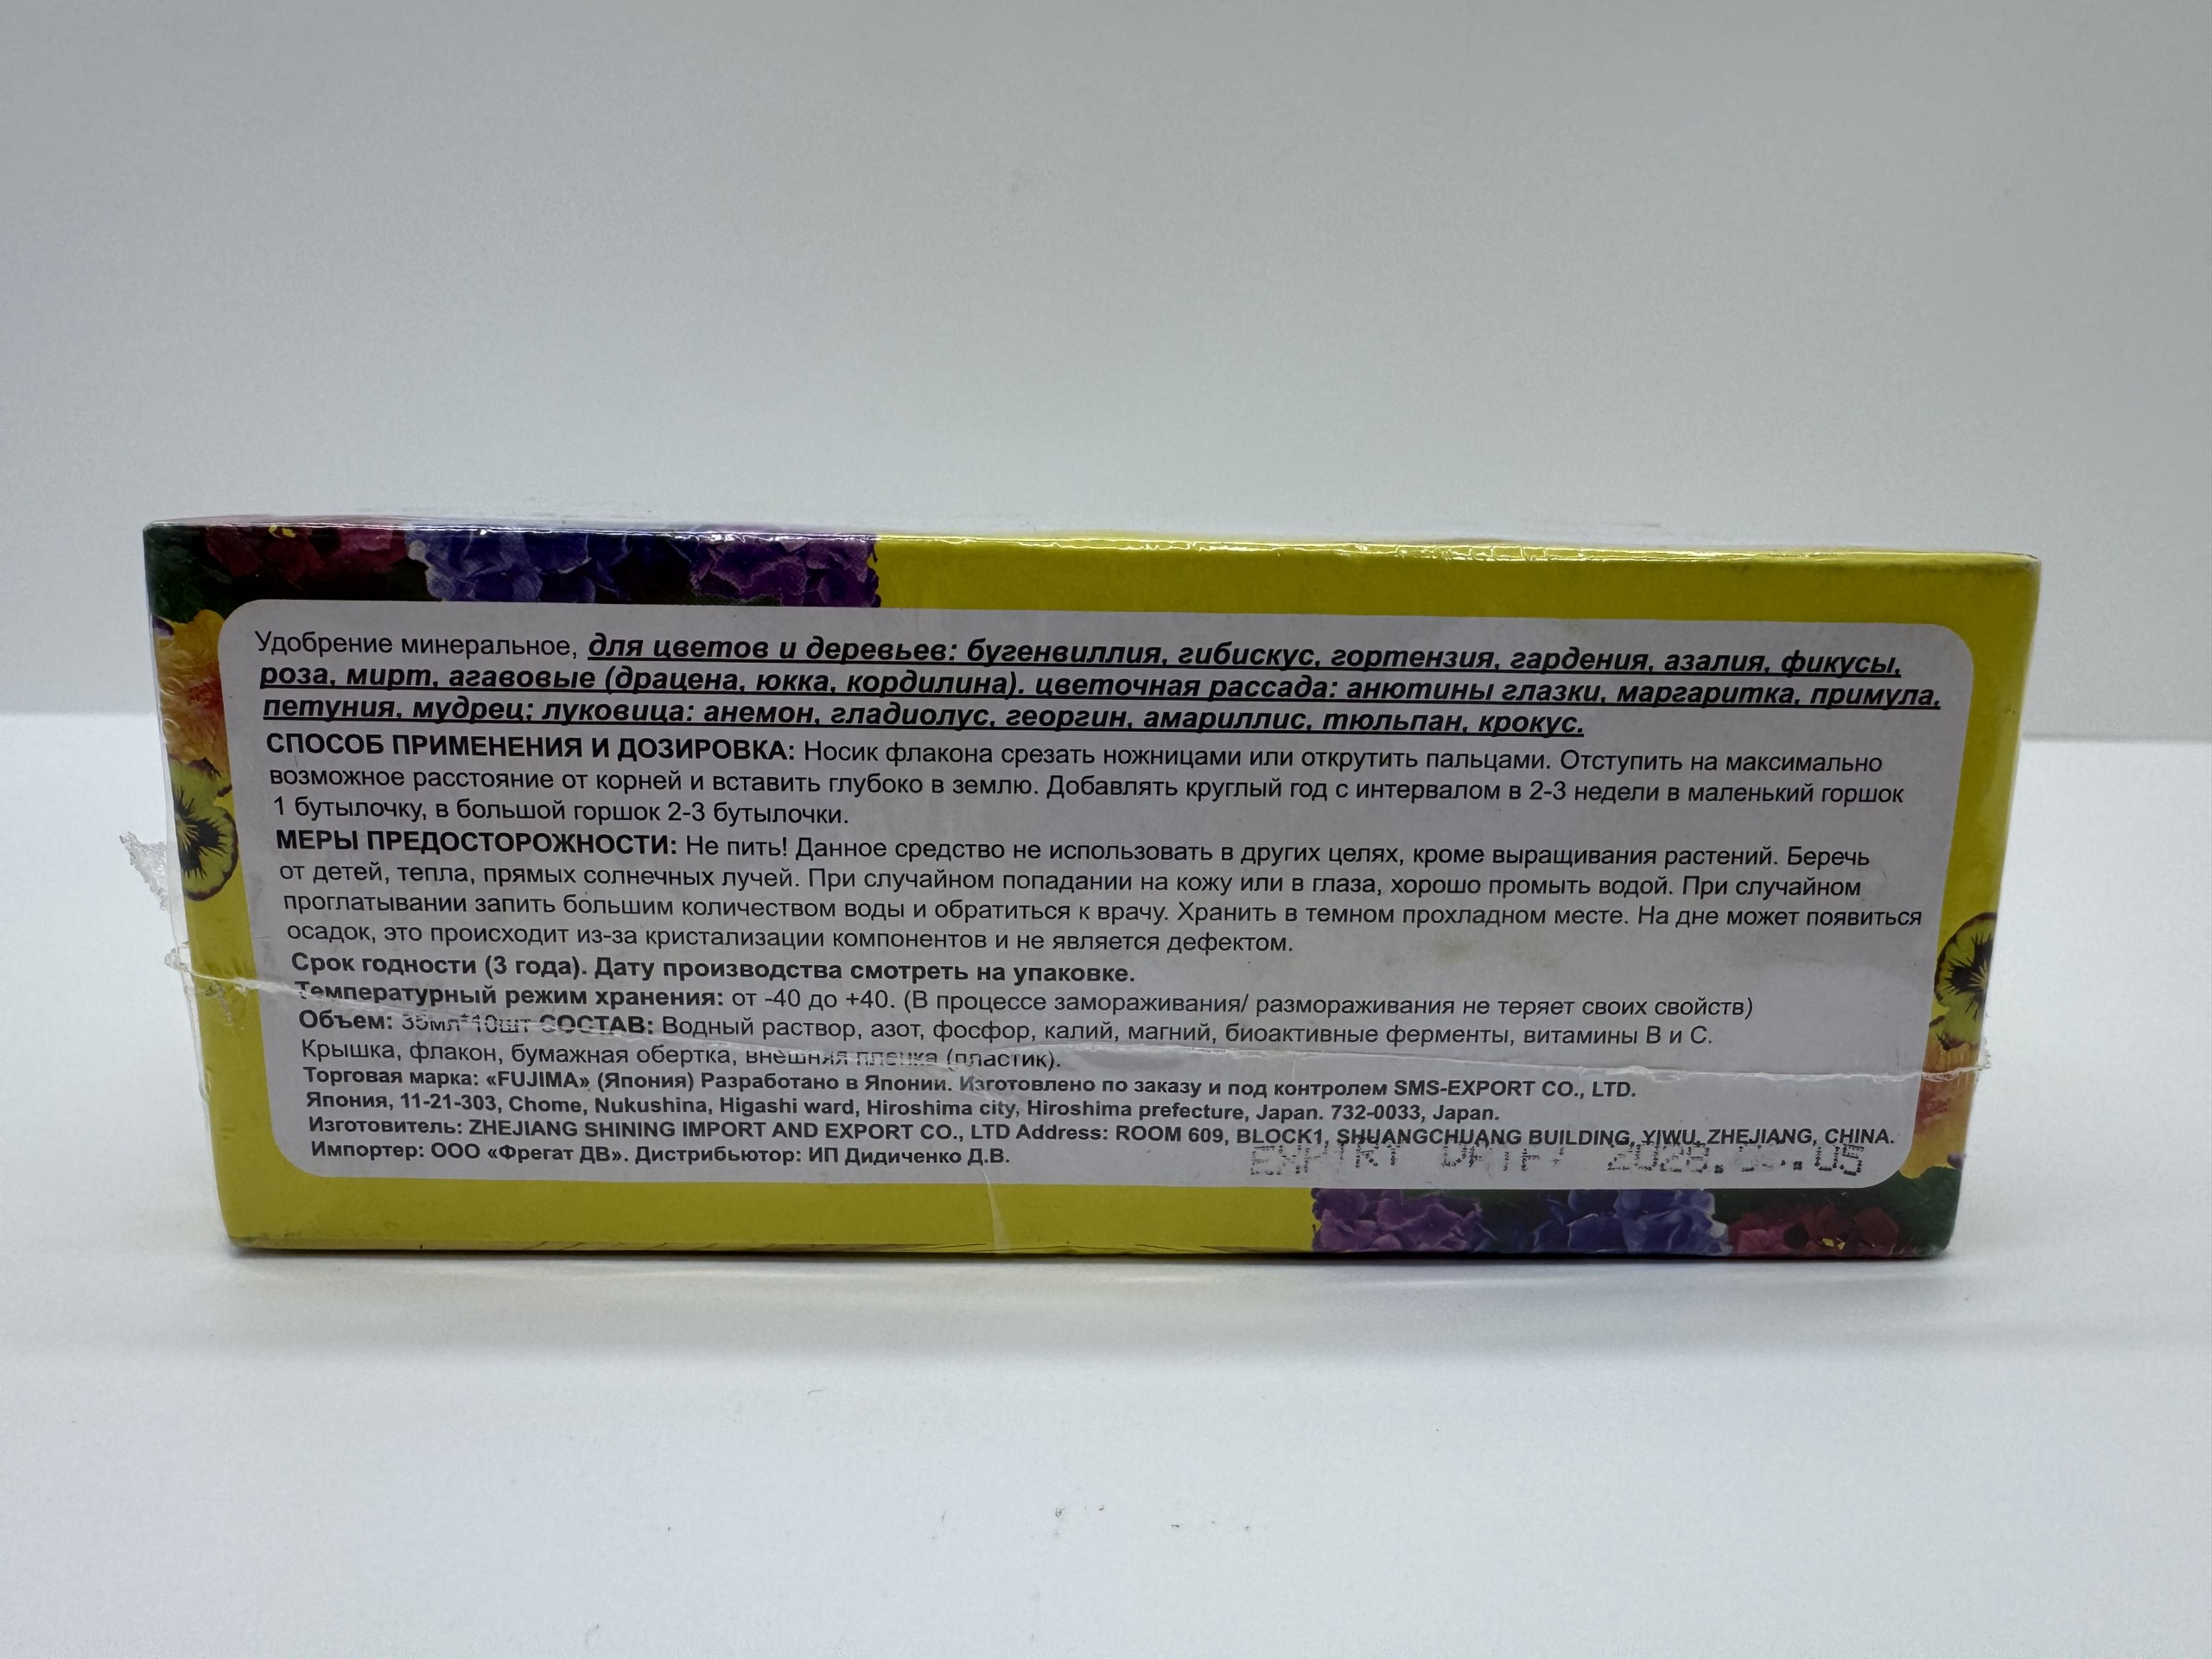 Удобрение минеральное, для цветов и деревьев: бугенвиллия, гибискус, гортензия, гардения, азалия, фикусы,
роза, мирт, агавовые (драцена, юкка, кордилина). цветочная рассада: анютины глазки, маргаритка, примула,
петуния, мудрец; луковица: анемон, гладиолус, георгин, амариллис, тюльпан, крокус.
СПОСОБ ПРИМЕНЕНИЯ И ДОЗИРОВКА: Носик флакона срезать ножницами или открутить пальцами. Отступить на максимально
возможное расстояние от корней и вставить глубоко в землю. Добавлять круглый год с интервалом в 2-3 недели в маленький горшок
1 бутылочку, в большой горшок 2-3 бутылочки.
МЕРЫ ПРЕДОСТОРОЖНОСТИ: Не пить! Данное средство не использовать в других целях, кроме выращивания растений. Беречь
от детей, тепла, прямых солнечных лучей. При случайном попадании на кожу или в глаза, хорошо промыть водой. При случайном
проглатывании запить большим количеством воды и обратиться к врачу. Хранить в темном прохладном месте. На дне может появиться
осадок, это происходит из-за кристализации компонентов и не является дефектом.
Срок годности (3 года). Дату производства смотреть на упаковке.
Температурный режим хранения: от -40 до +40. (В процессе замораживания/ размораживания не теряет своих свойств)
Объем: 35мл*10шт СОСТАВ: Водный раствор, азот, фосфор, калий, магний, биоактивные ферменты, витамины В и С.
Крышка, флакон, бумажная обертка, внешняя пленка (пластик).
Торговая марка: «FUJIMA» (Япония) Разработано в Японии. Изготовлено по заказу и под контролем SMS-EXPORT CO., LTD.
Япония, 11-21-303, Chome, Nukushina, Higashi ward, Hiroshima city, Hiroshima prefecture, Japan. 732-0033, Japan.
Изготовитель: ZHEJIANG SHINING IMPORT AND EXPORT CO., LTD Address: ROOM 609, BLOCK1, SHUANGCHUANG BUILDING, YIWU, ZHEJIANG, CHINA.
Импортер: ООО «Фрегат ДВ». Дистрибьютор: ИП Дидиченко Д.В.